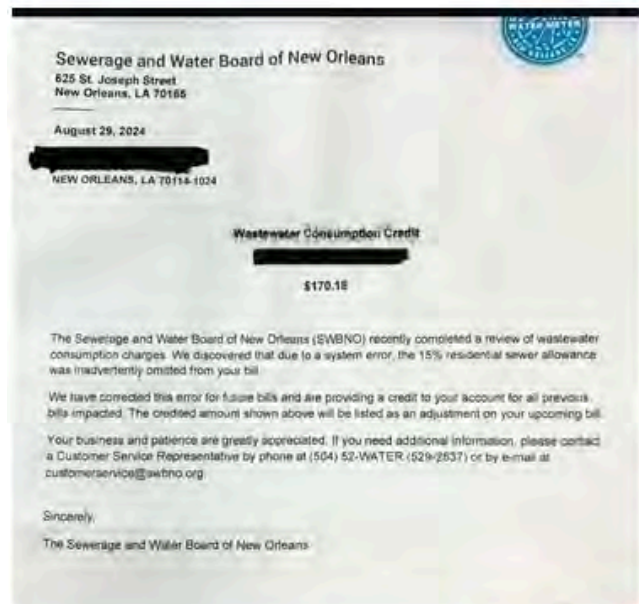 WATER METER
NEW ORLEANS, LA
Sewerage and Water Board of New Orleans
625 St. Joseph Street
New Orleans, LA 70165
August 29, 2024
NEW ORLEANS, LA 70114-1024
Wastewater Consumption Credit
$170.18
The Sewerage and Water Board of New Orleans (SWBNO) recently completed a review of wastewater
consumption charges. We discovered that due to a system error, the 15% residential sewer allowance
was inadvertently omitted from your bill.
We have corrected this error for future bills and are providing a credit to your account for all previous
bills impacted. The credited amount shown above will be listed as an adjustment on your upcoming bill.
Your business and patience are greatly appreciated. If you need additional information, please contact
a Customer Service Representative by phone at (504) 52-WATER (529-2837) or by e-mail at
customerservice@swbno.org.
Sincerely,
The Sewerage and Water Board of New Orleans